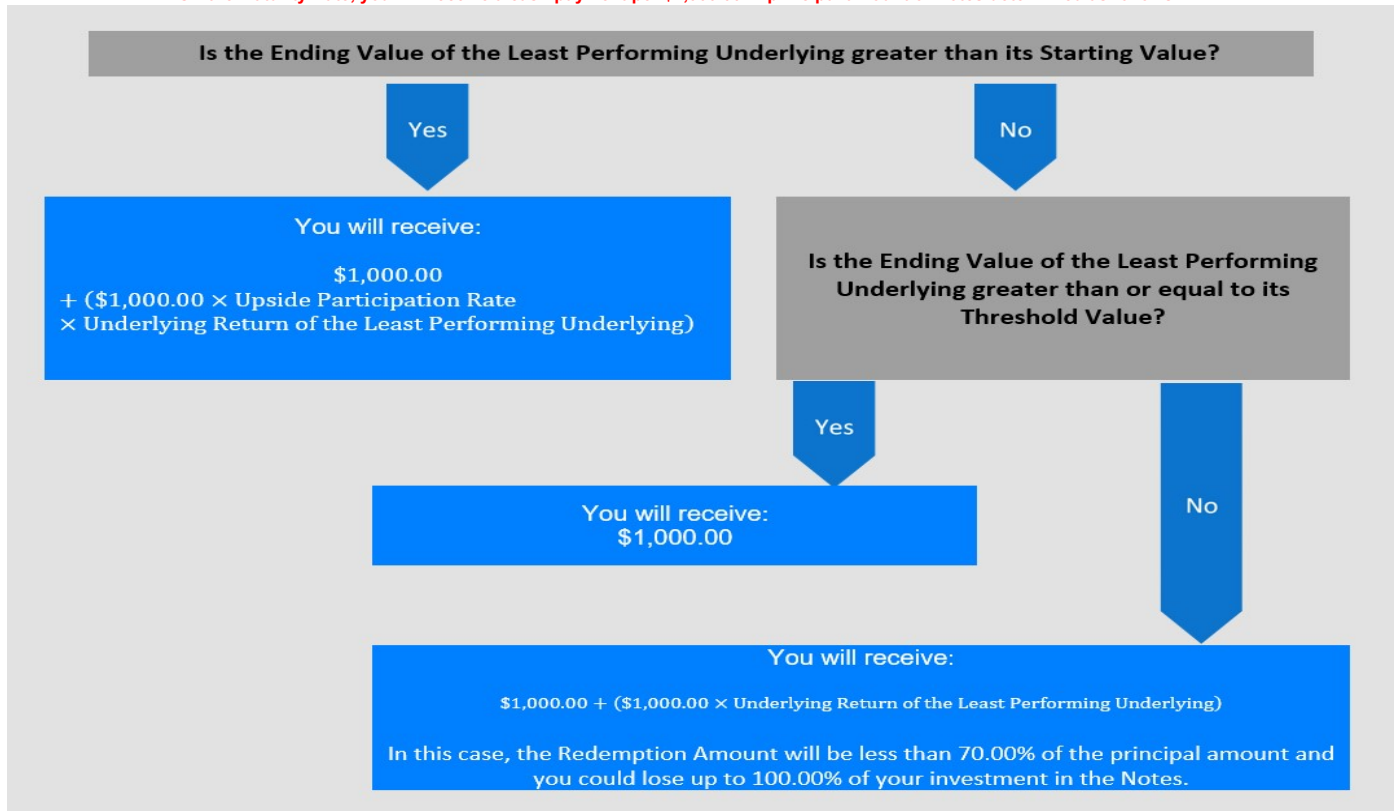 Is the Ending Value of the Least Performing Underlying greater than its Starting Value?
Yes
No
You will receive:
$1,000.00
+ ($1,000.00 × Upside Participation Rate
× Underlying Return of the Least Performing Underlying)
Is the Ending Value of the Least Performing
Underlying greater than or equal to its
Threshold Value?
Yes
No
You will receive:
$1,000.00
You will receive:
$1,000.00 + ($1,000.00 × Underlying Return of the Least Performing Underlying)
In this case, the Redemption Amount will be less than 70.00% of the principal amount and
you could lose up to 100.00% of your investment in the Notes.